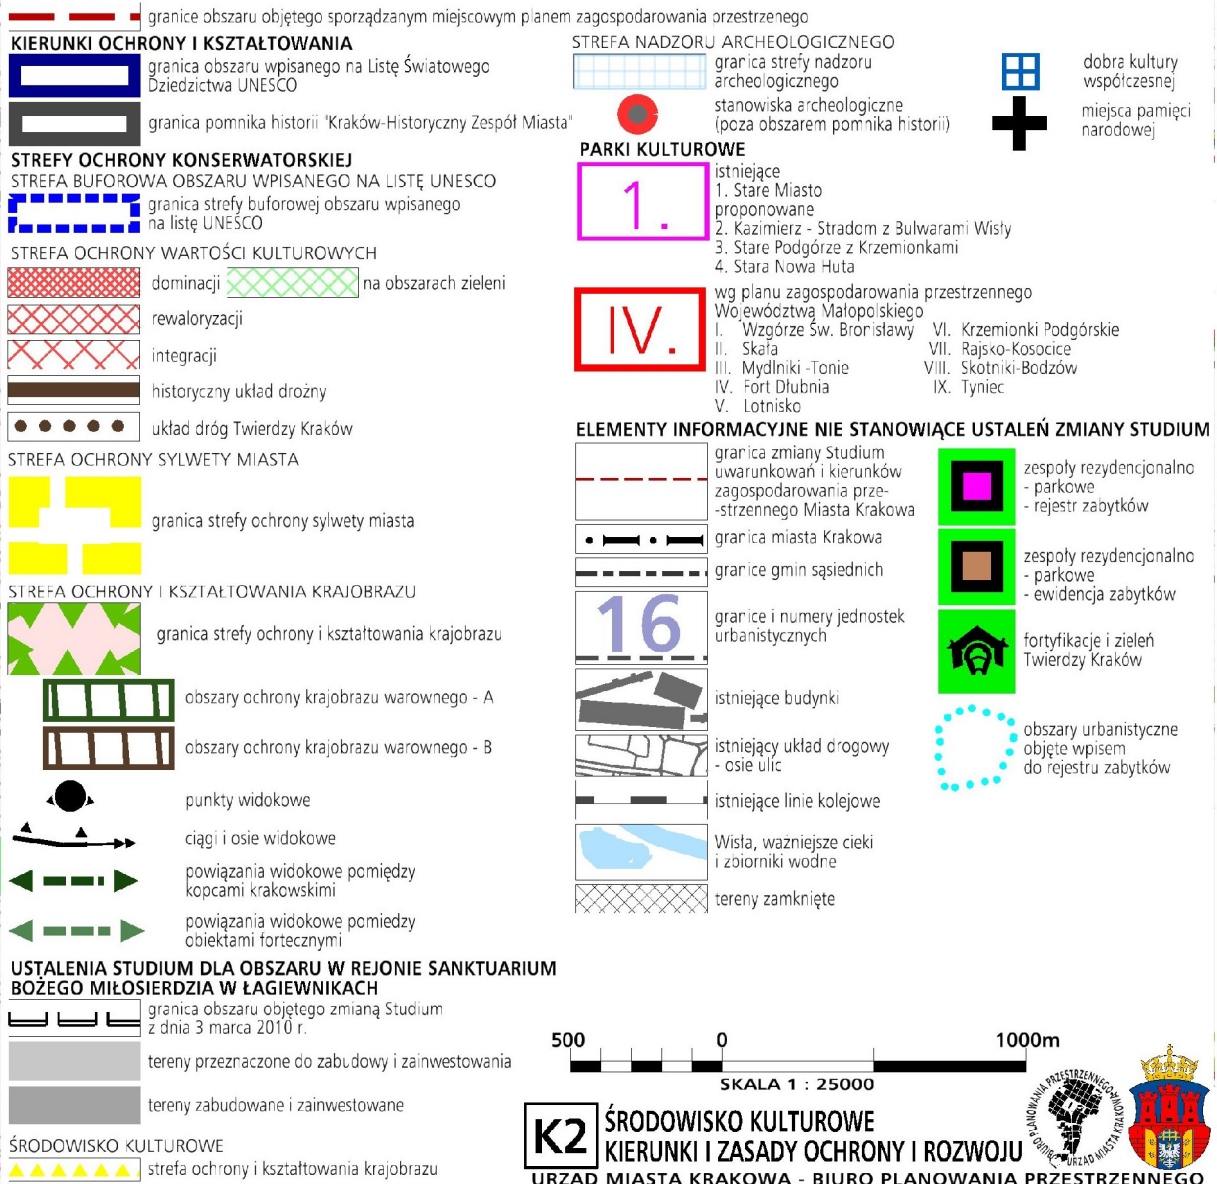 granice obszaru objętego sporządzanym miejscowym planem zagospodarowania przestrzenego
KIERUNKI OCHRONY I KSZTAŁTOWANIA
granica obszaru wpisanego na Listę Światowego
Dziedzictwa UNESCO
granica pomnika historii "Kraków-Historyczny Zespół Miasta"
STREFY OCHRONY KONSERWATORSKIEJ
STREFA BUFOROWA OBSZARU WPISANEGO NA LISTĘ UNESCO
granica strefy buforowej obszaru wpisanego
na listę UNESCO
STREFA OCHRONY WARTOŚCI KULTUROWYCH
dominacji
na obszarach zieleni
rewaloryzacji
integracji
historyczny układ drożny
układ dróg Twierdzy Kraków
STREFA OCHRONY SYLWETY MIASTA
granica strefy ochrony sylwety miasta
STREFA OCHRONY I KSZTAŁTOWANIA KRAJOBRAZU
granica strefy ochrony i kształtowania krajobrazu
obszary ochrony krajobrazu warownego - A
obszary ochrony krajobrazu warownego - B
punkty widokowe
ciągi i osie widokowe
powiązania widokowe pomiędzy
kopcami krakowskimi
powiązania widokowe pomiedzy
obiektami fortecznymi
USTALENIA STUDIUM DLA OBSZARU W REJONIE SANKTUARIUM
BOŻEGO MIŁOSIERDZIA W ŁAGIEWNIKACH
granica obszaru objętego zmianą Studium
z dnia 3 marca 2010 r.
tereny przeznaczone do zabudowy i zainwestowania
tereny zabudowane i zainwestowane
ŚRODOWISKO KULTUROWE
strefa ochrony i kształtowania krajobrazu
STREFA NADZORU ARCHEOLOGICZNEGO
granica strefy nadzoru
archeologicznego
stanowiska archeologiczne
(poza obszarem pomnika historii)
dobra kultury
współczesnej
miejsca pamięci
narodowej
PARKI KULTUROWE
1.
istniejące
1. Stare Miasto
proponowane
2. Kazimierz - Stradom z Bulwarami Wisły
3. Stare Podgórze z Krzemionkami
4. Stara Nowa Huta
IV.
wg planu zagospodarowania przestrzennego
Województwa Małopolskiego
I. Wzgórze Św. Bronisławy
II. Skała
III. Mydlniki -Tonie
IV. Fort Dłubnia
V. Lotnisko
VI. Krzemionki Podgórskie
VII. Rajsko-Kosocice
VIII. Skotniki-Bodzów
IX. Tyniec
ELEMENTY INFORMACYJNE NIE STANOWIĄCE USTALEŃ ZMIANY STUDIUM
granica zmiany Studium
uwarunkowań i kierunków
zagospodarowania prze-
-strzennego Miasta Krakowa
granica miasta Krakowa
granice gmin sąsiednich
16
granice i numery jednostek
urbanistycznych
istniejące budynki
istniejący układ drogowy
- osie ulic
istniejące linie kolejowe
Wisła, ważniejsze cieki
i zbiorniki wodne
tereny zamknięte
zespoły rezydencjonalno
- parkowe
- rejestr zabytków
zespoły rezydencjonalno
- parkowe
- ewidencja zabytków
fortyfikacje i zieleń
Twierdzy Kraków
obszary urbanistyczne
objęte wpisem
do rejestru zabytków
500 0 1000m
SKALA 1 : 25000
K2
ŚRODOWISKO KULTUROWE
KIERUNKI I ZASADY OCHRONY I ROZWOJU
BIURO PLANOWANIA PRZESTRZENNEGO
URZĄD MIASTA KRAKOWA
URZĄD MIASTA KRAKOWA - BIURO PLANOWANIA PRZESTRZENNEGO